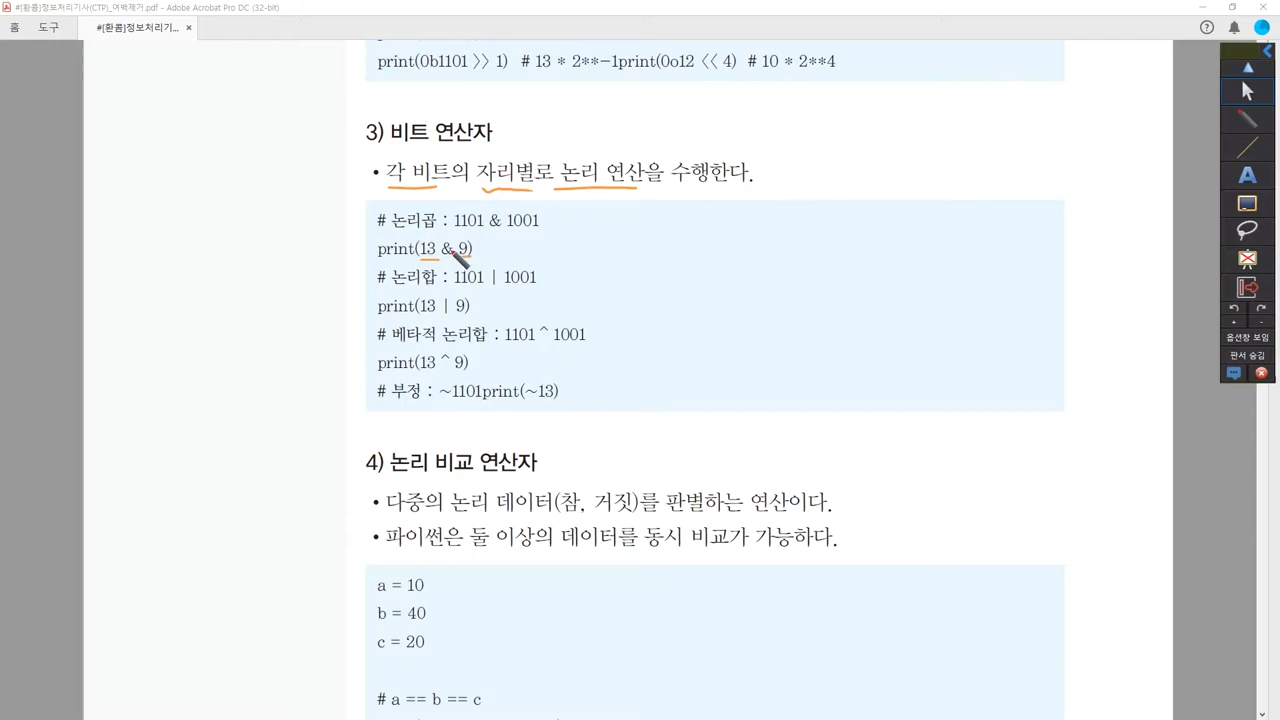 #[환콤]정보처리기사(CTP)_여백제거.pdf - Adobe Acrobat Pro DC (32-bit)
홈 도구 #[환콤]정보처리기... ×
print(0b1101 >> 1) # 13 * 2**-1print(0o12 << 4) # 10 * 2**4
3) 비트 연산자
• 각 비트의 자리별로 논리 연산을 수행한다.
# 논리곱 : 1101 & 1001
print(13 & 9)
# 논리합 : 1101 | 1001
print(13 | 9)
# 베타적 논리합 : 1101 ^ 1001
print(13 ^ 9)
# 부정 : ~1101print(~13)
4) 논리 비교 연산자
• 다중의 논리 데이터(참, 거짓)를 판별하는 연산이다.
• 파이썬은 둘 이상의 데이터를 동시 비교가 가능하다.
a = 10
b = 40
c = 20
# a == b == c
A
옵션창 보임
판서 숨김